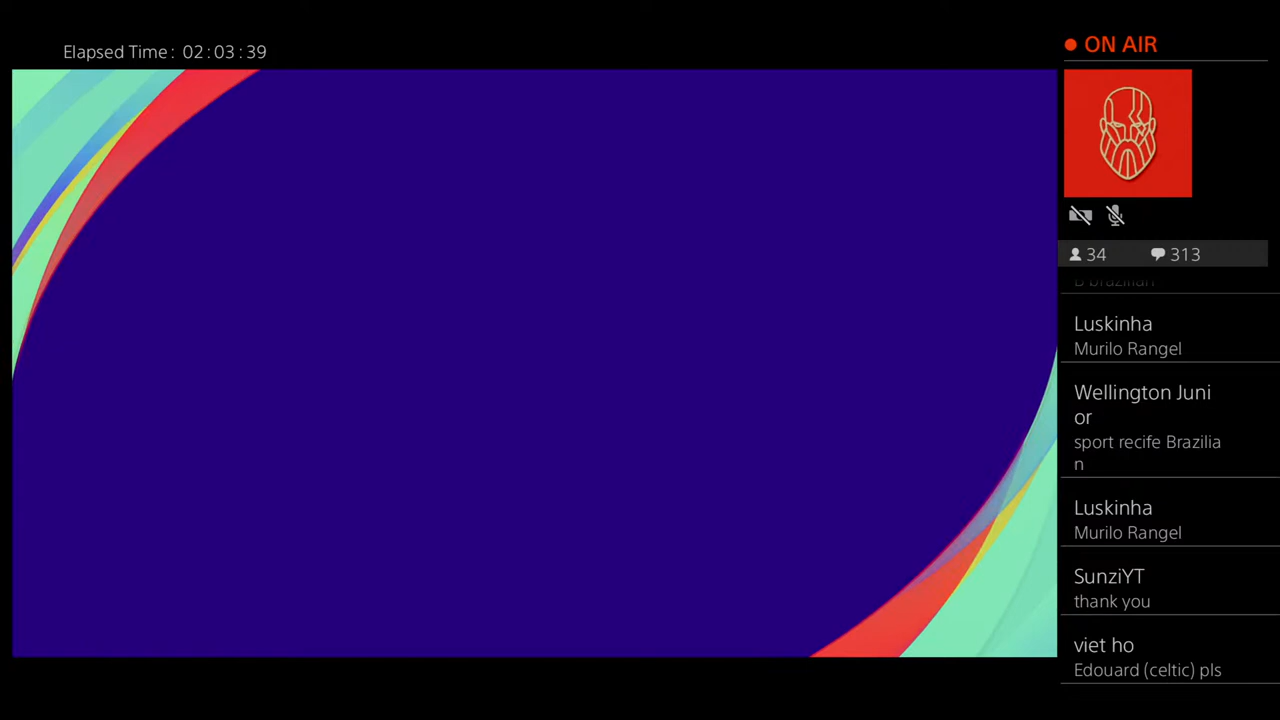 Elapsed Time: 02:03:39
ON AIR
34 313
B brazilian
Luskinha
Murilo Rangel
Wellington Juni
or
sport recife Brazilia
n
Luskinha
Murilo Rangel
SunziYT
thank you
viet ho
Edouard (celtic) pls